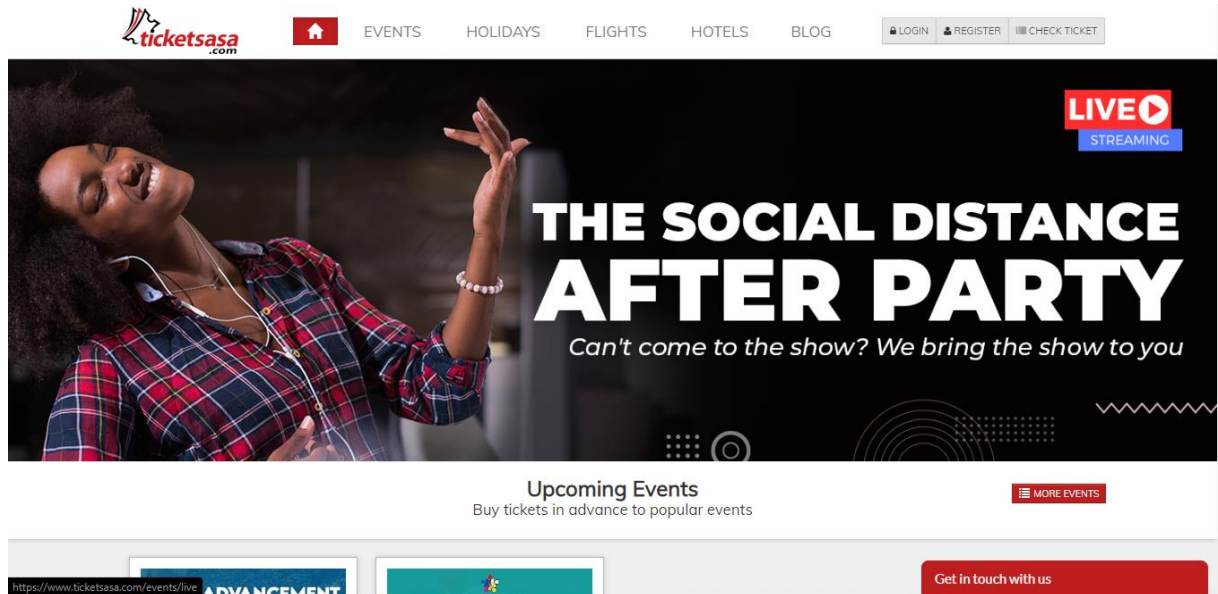 ticketsasa
.com
EVENTS
HOLIDAYS
FLIGHTS
HOTELS
BLOG
LOGIN
REGISTER
CHECK TICKET
LIVE
STREAMING
THE SOCIAL DISTANCE
AFTER PARTY
Can't come to the show? We bring the show to you
Upcoming Events
Buy tickets in advance to popular events
MORE EVENTS
ADVANCEMENT
Get in touch with us
https://www.ticketsasa.com/events/live